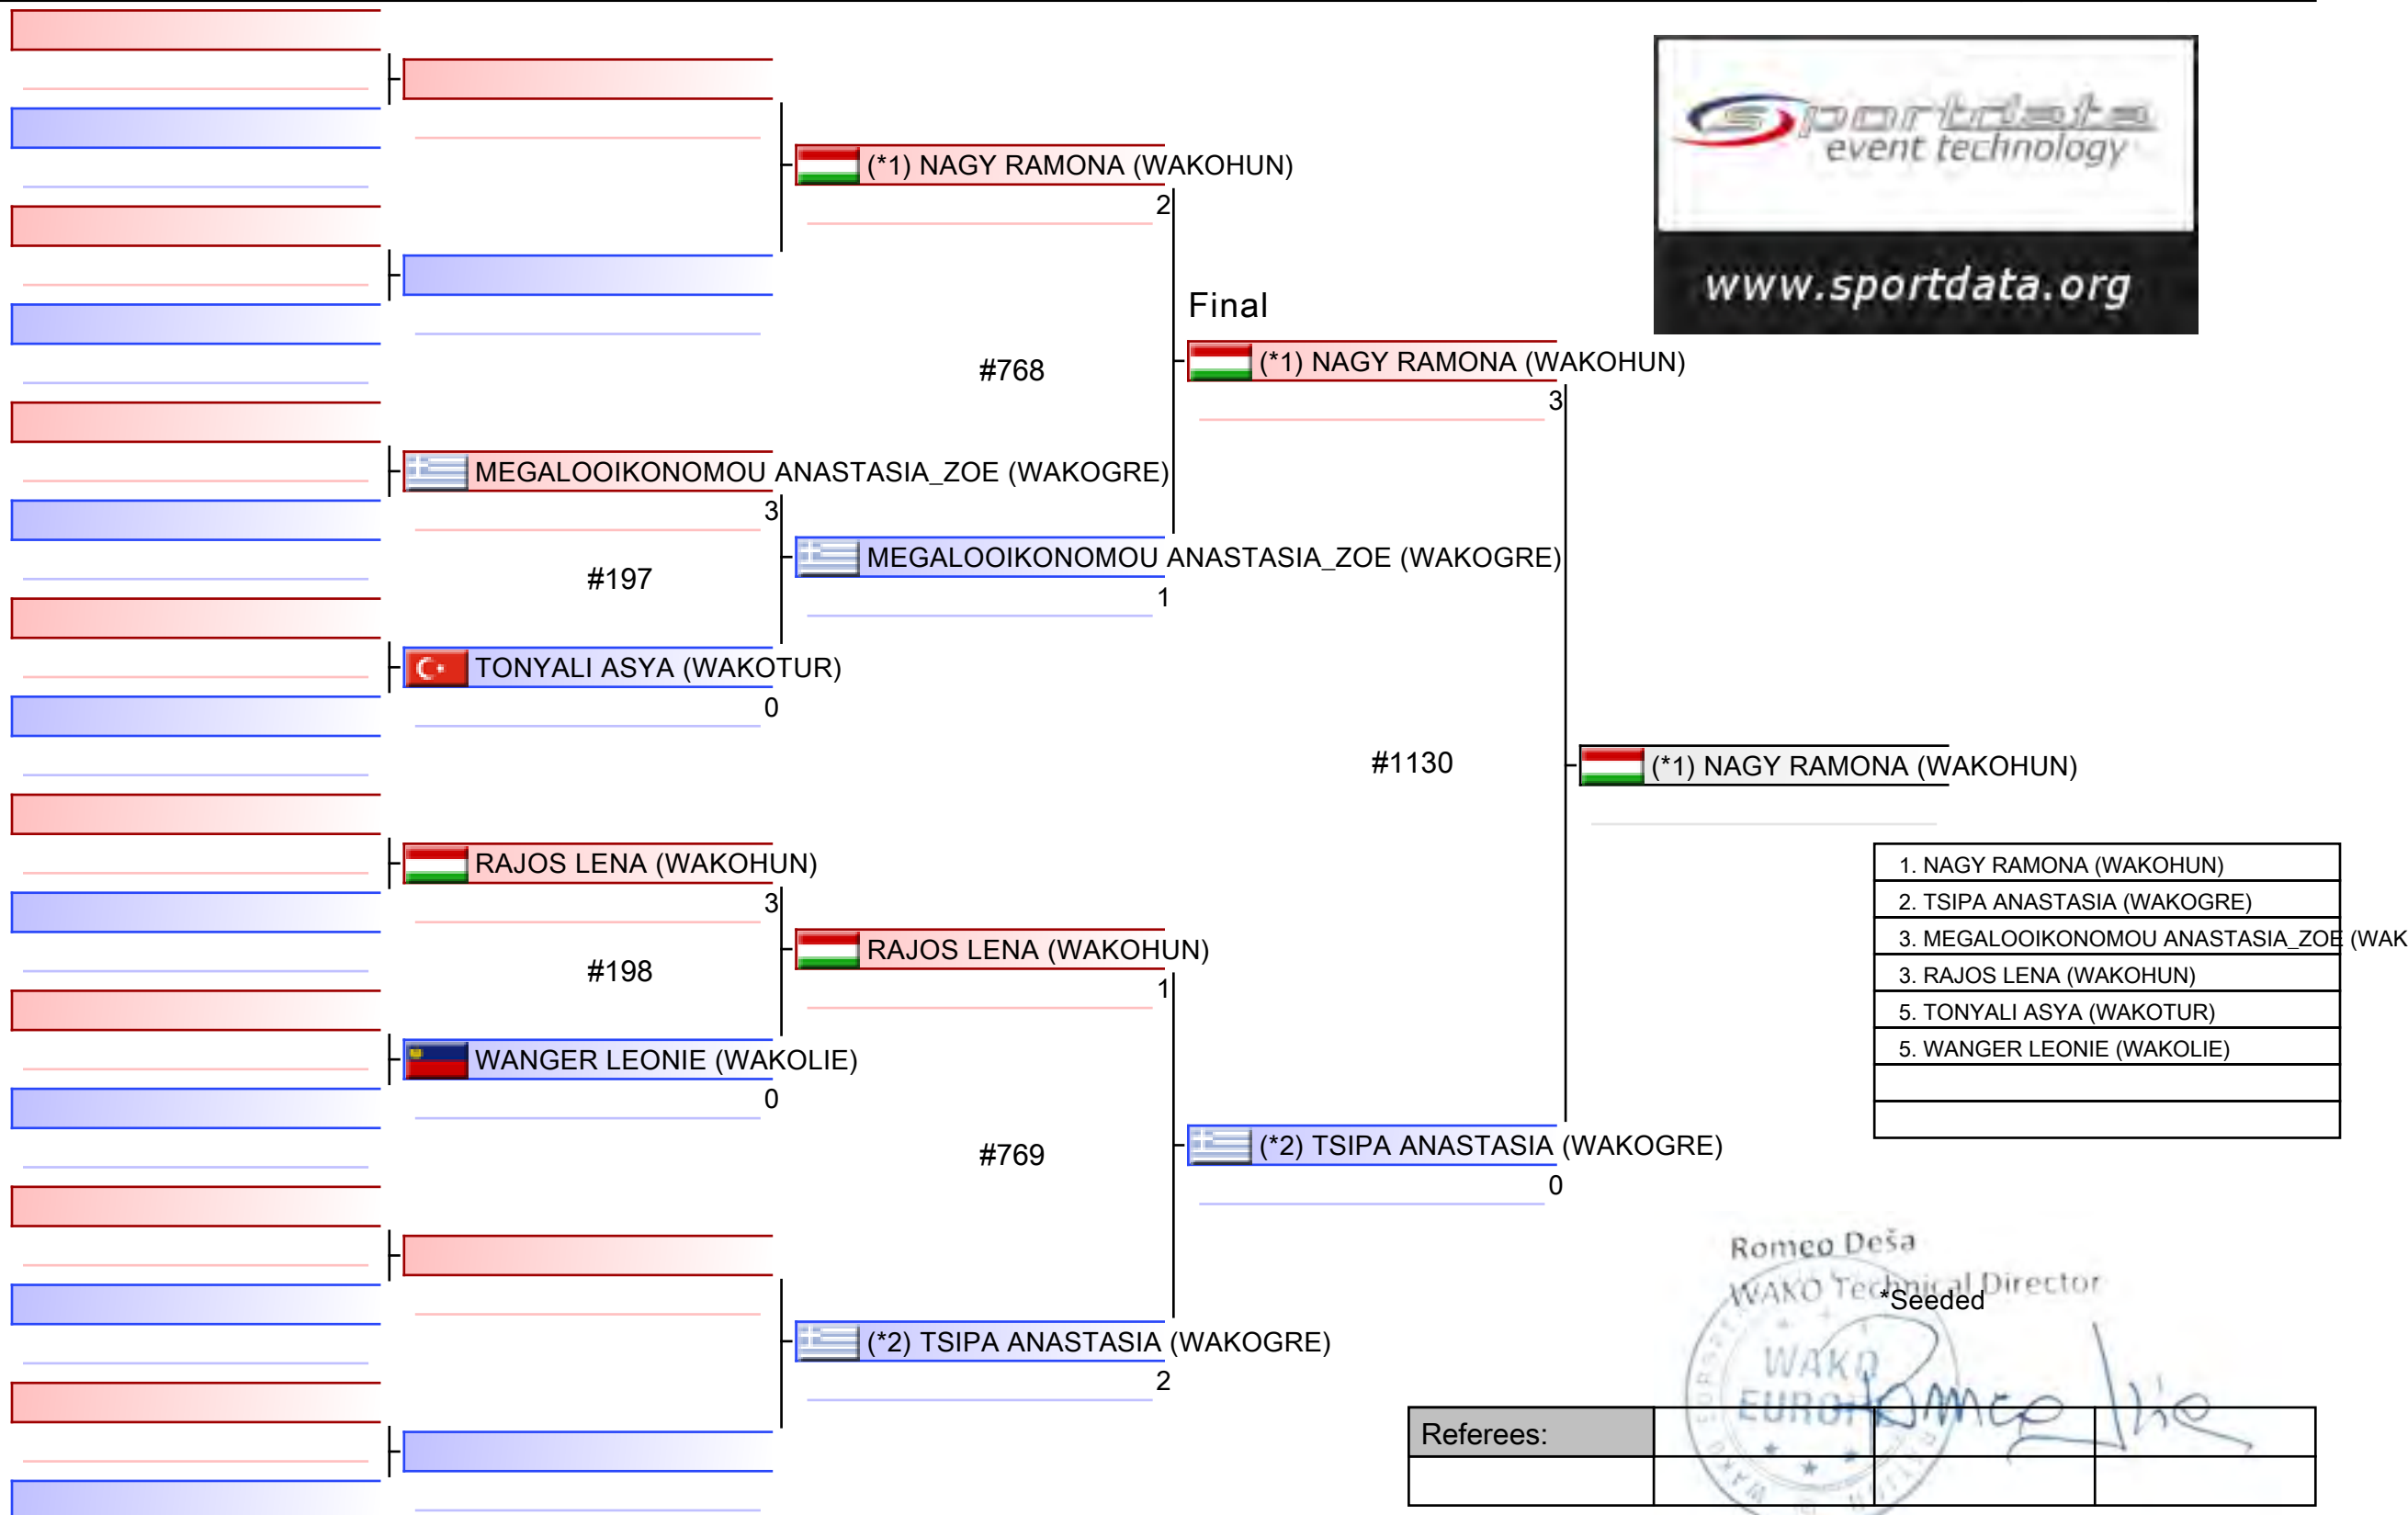 sportdata
event technology
www.sportdata.org
(*1) NAGY RAMONA (WAKOHUN)
2
Final
#768
(*1) NAGY RAMONA (WAKOHUN)
3
MEGALOOIKONOMOU ANASTASIA_ZOE (WAKOGRE)
3
#197
MEGALOOIKONOMOU ANASTASIA_ZOE (WAKOGRE)
1
TONYALI ASYA (WAKOTUR)
0
#1130
(*1) NAGY RAMONA (WAKOHUN)
RAJOS LENA (WAKOHUN)
3
#198
RAJOS LENA (WAKOHUN)
1
WANGER LEONIE (WAKOLIE)
0
#769
(*2) TSIPA ANASTASIA (WAKOGRE)
0
(*2) TSIPA ANASTASIA (WAKOGRE)
2
1. NAGY RAMONA (WAKOHUN)
2. TSIPA ANASTASIA (WAKOGRE)
3. MEGALOOIKONOMOU ANASTASIA_ZOE (WAK
3. RAJOS LENA (WAKOHUN)
5. TONYALI ASYA (WAKOTUR)
5. WANGER LEONIE (WAKOLIE)
Romeo Deša
WAKO Technical Director
*Seeded
WAKO
Referees: